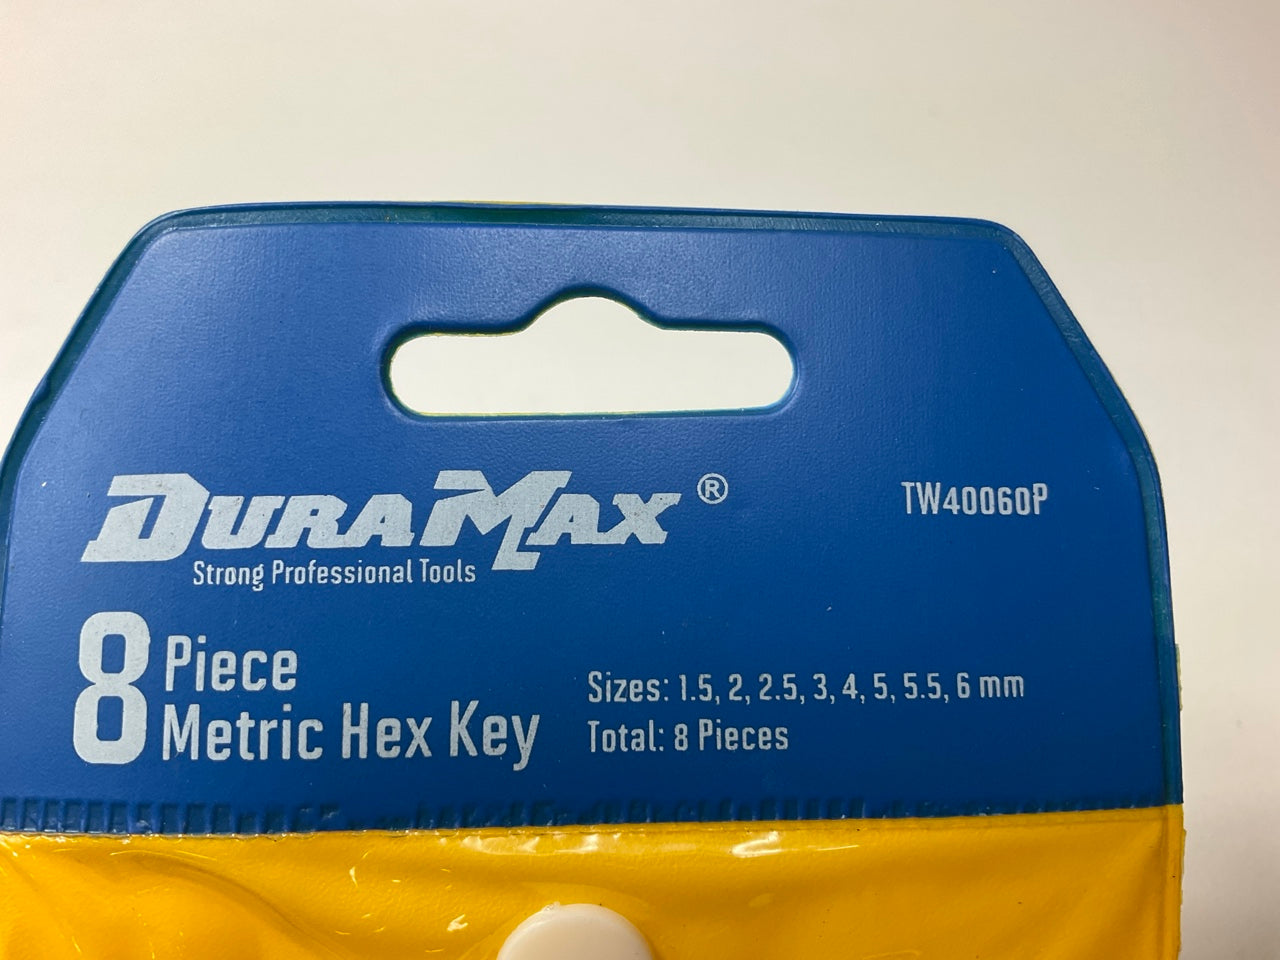 DURAMAX®
Strong Professional Tools
TW40060P
8 Piece
Metric Hex Key
Sizes: 1.5, 2, 2.5, 3, 4, 5, 5.5, 6 mm
Total: 8 Pieces